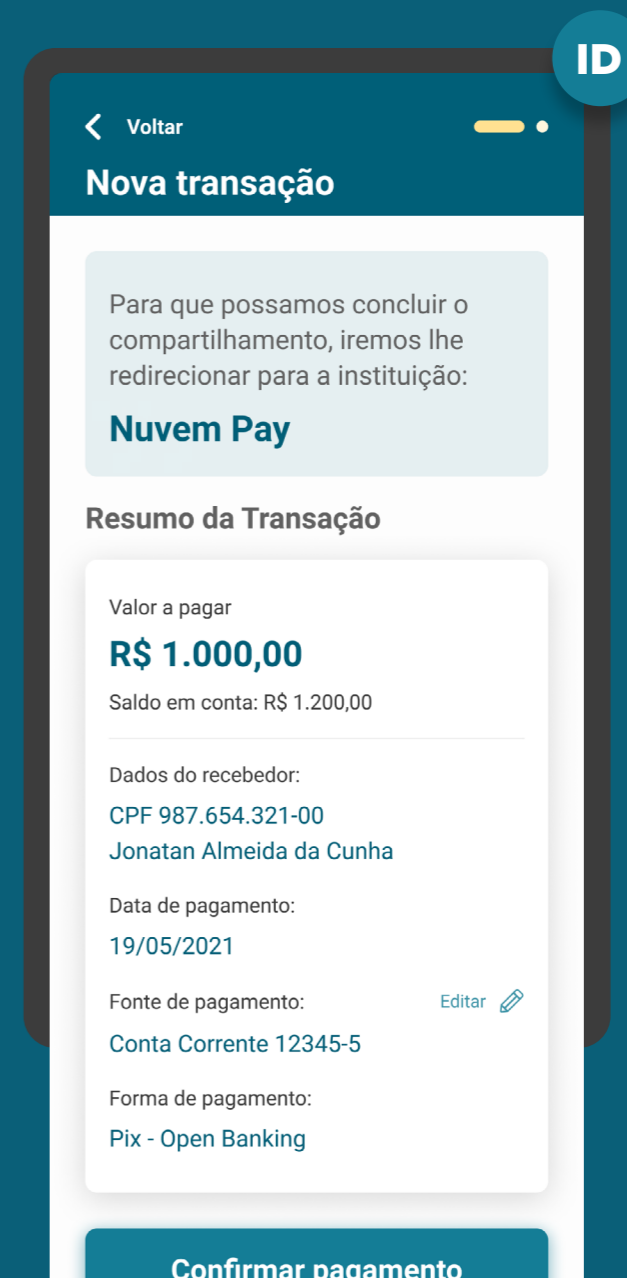 ID
Voltar
Nova transação
Para que possamos concluir o
compartilhamento, iremos lhe
redirecionar para a instituição:
Nuvem Pay
Resumo da Transação
Valor a pagar
R$ 1.000,00
Saldo em conta: R$ 1.200,00
Dados do recebedor:
CPF 987.654.321-00
Jonatan Almeida da Cunha
Data de pagamento:
19/05/2021
Fonte de pagamento: Editar
Conta Corrente 12345-5
Forma de pagamento:
Pix - Open Banking
Confirmar pagamento